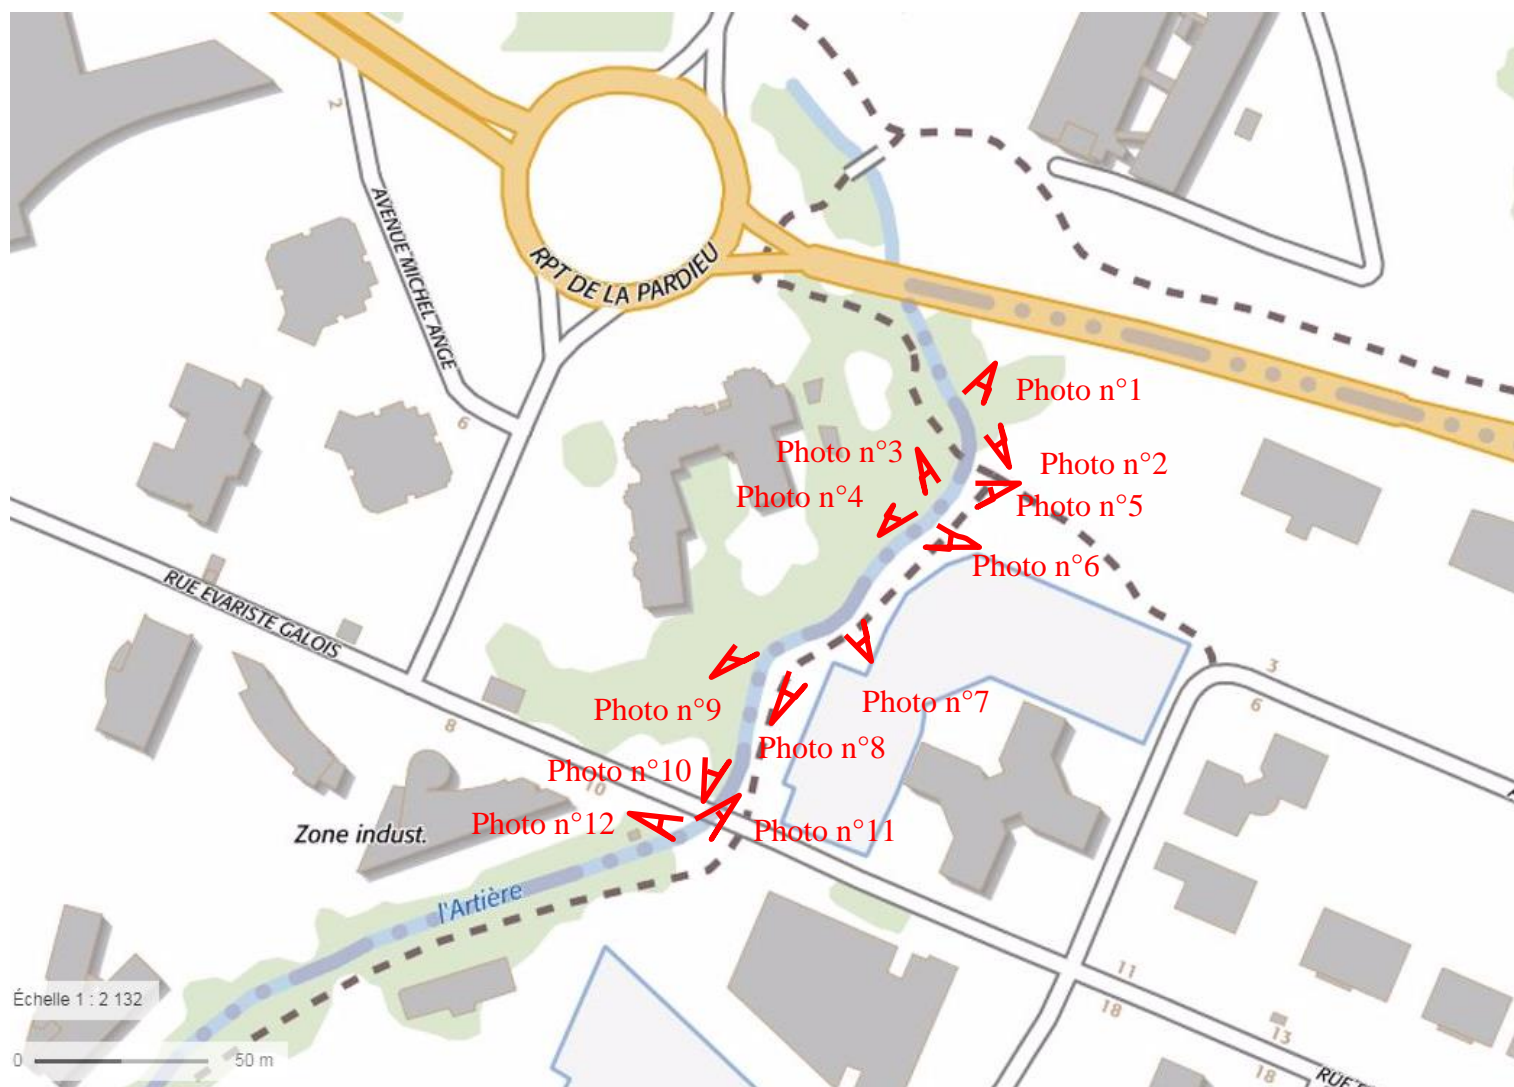 2
AVENUE MICHEL ANGE
RPT DE LA PARDIEU
6
Photo n°1
Photo n°3
Photo n°2
Photo n°4
Photo n°5
Photo n°6
RUE EVARISTE GALOIS
3
6
8
Photo n°9
Photo n°7
Photo n°8
Photo n°10
10
Photo n°12
Photo n°11
Zone indust.
l'Artière
11
18
13
18
Échelle 1 : 2 132
0 50 m